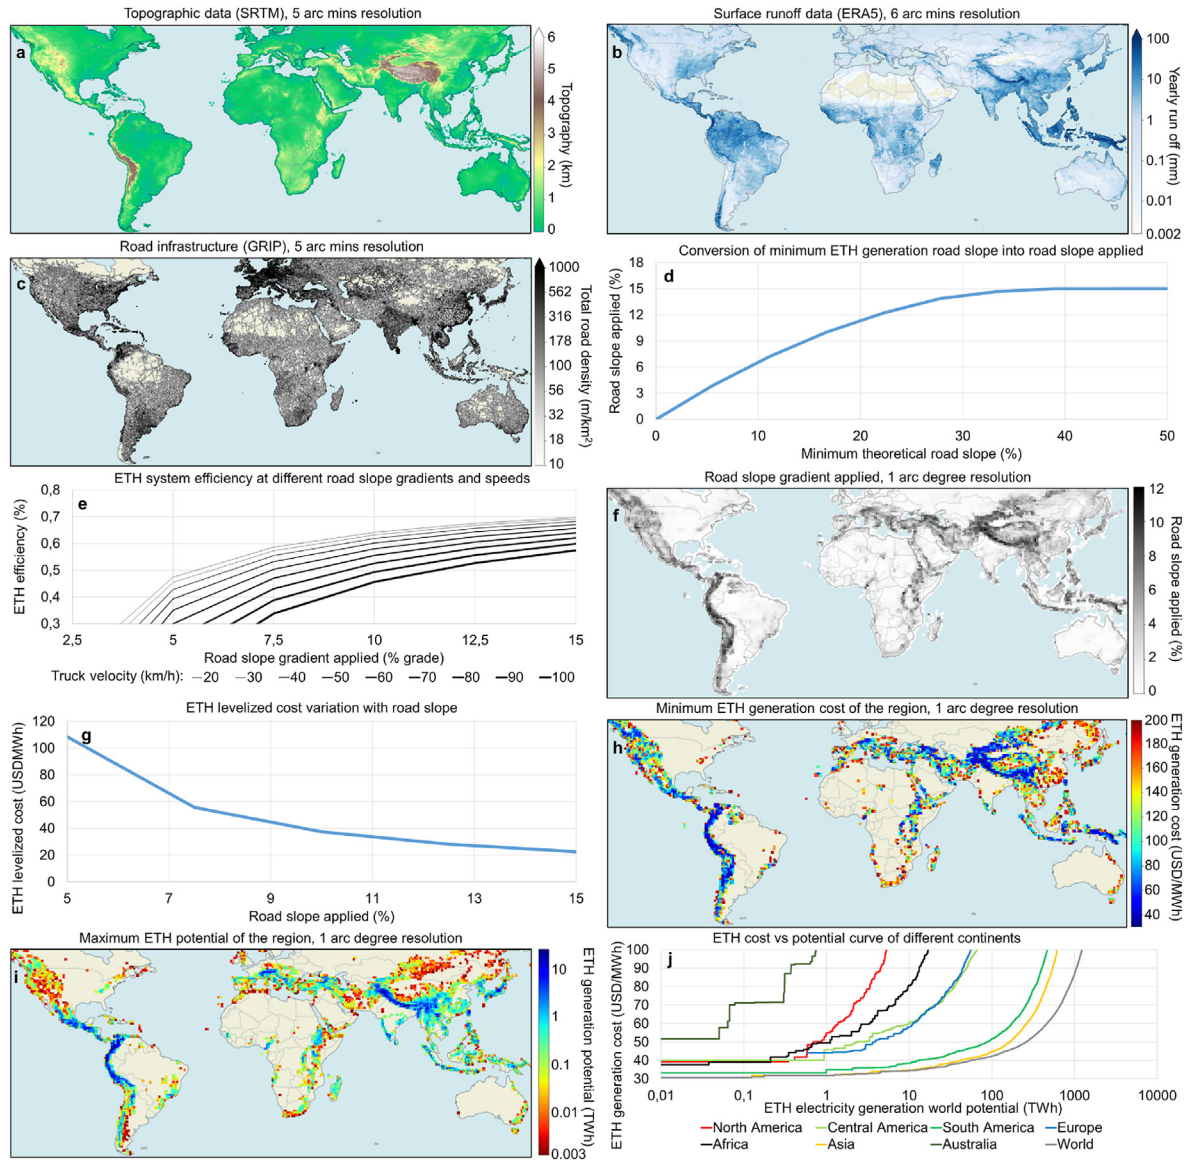 Topographic data (SRTM), 5 arc mins resolution
a
6
5
4
3
2
1
0
Topography (km)
Surface runoff data (ERA5), 6 arc mins resolution
b
100
10
1
0.1
0.01
0.002
Yearly run off (mm)
Road infrastructure (GRIP), 5 arc mins resolution
c
1000
562
316
178
100
56
32
18
10
Total road density (m/km²)
Conversion of minimum ETH generation road slope into road slope applied
d
18
15
12
9
6
3
0
Road slope applied (%)
0 10 20 30 40 50
Minimum theoretical road slope (%)
ETH system efficiency at different road slope gradients and speeds
e
0,8
0,7
0,6
0,5
0,4
0,3
ETH efficiency (%)
2,5 5 7,5 10 12,5 15
Road slope gradient applied (% grade)
Truck velocity (km/h): 20 30 40 50 60 70 80 90 100
Road slope gradient applied, 1 arc degree resolution
f
12
10
8
6
4
2
0
Road slope applied (%)
ETH levelized cost variation with road slope
g
120
100
80
60
40
20
0
ETH levelized cost (USDMWh)
5 7 9 11 13 15
Road slope applied (%)
Minimum ETH generation cost of the region, 1 arc degree resolution
h
200
180
160
140
120
100
80
60
40
ETH generation cost (USD/MWh)
Maximum ETH potential of the region, 1 arc degree resolution
i
10
1
0.1
0.01
0.003
ETH generation potential (TWh)
ETH cost vs potential curve of different continents
j
100
90
80
70
60
50
40
30
ETH generation cost (USD/MWh)
0,01 0,1 1 10 100 1000 10000
ETH electricity generation world potential (TWh)
North America Central America South America Europe
Africa Asia Australia World